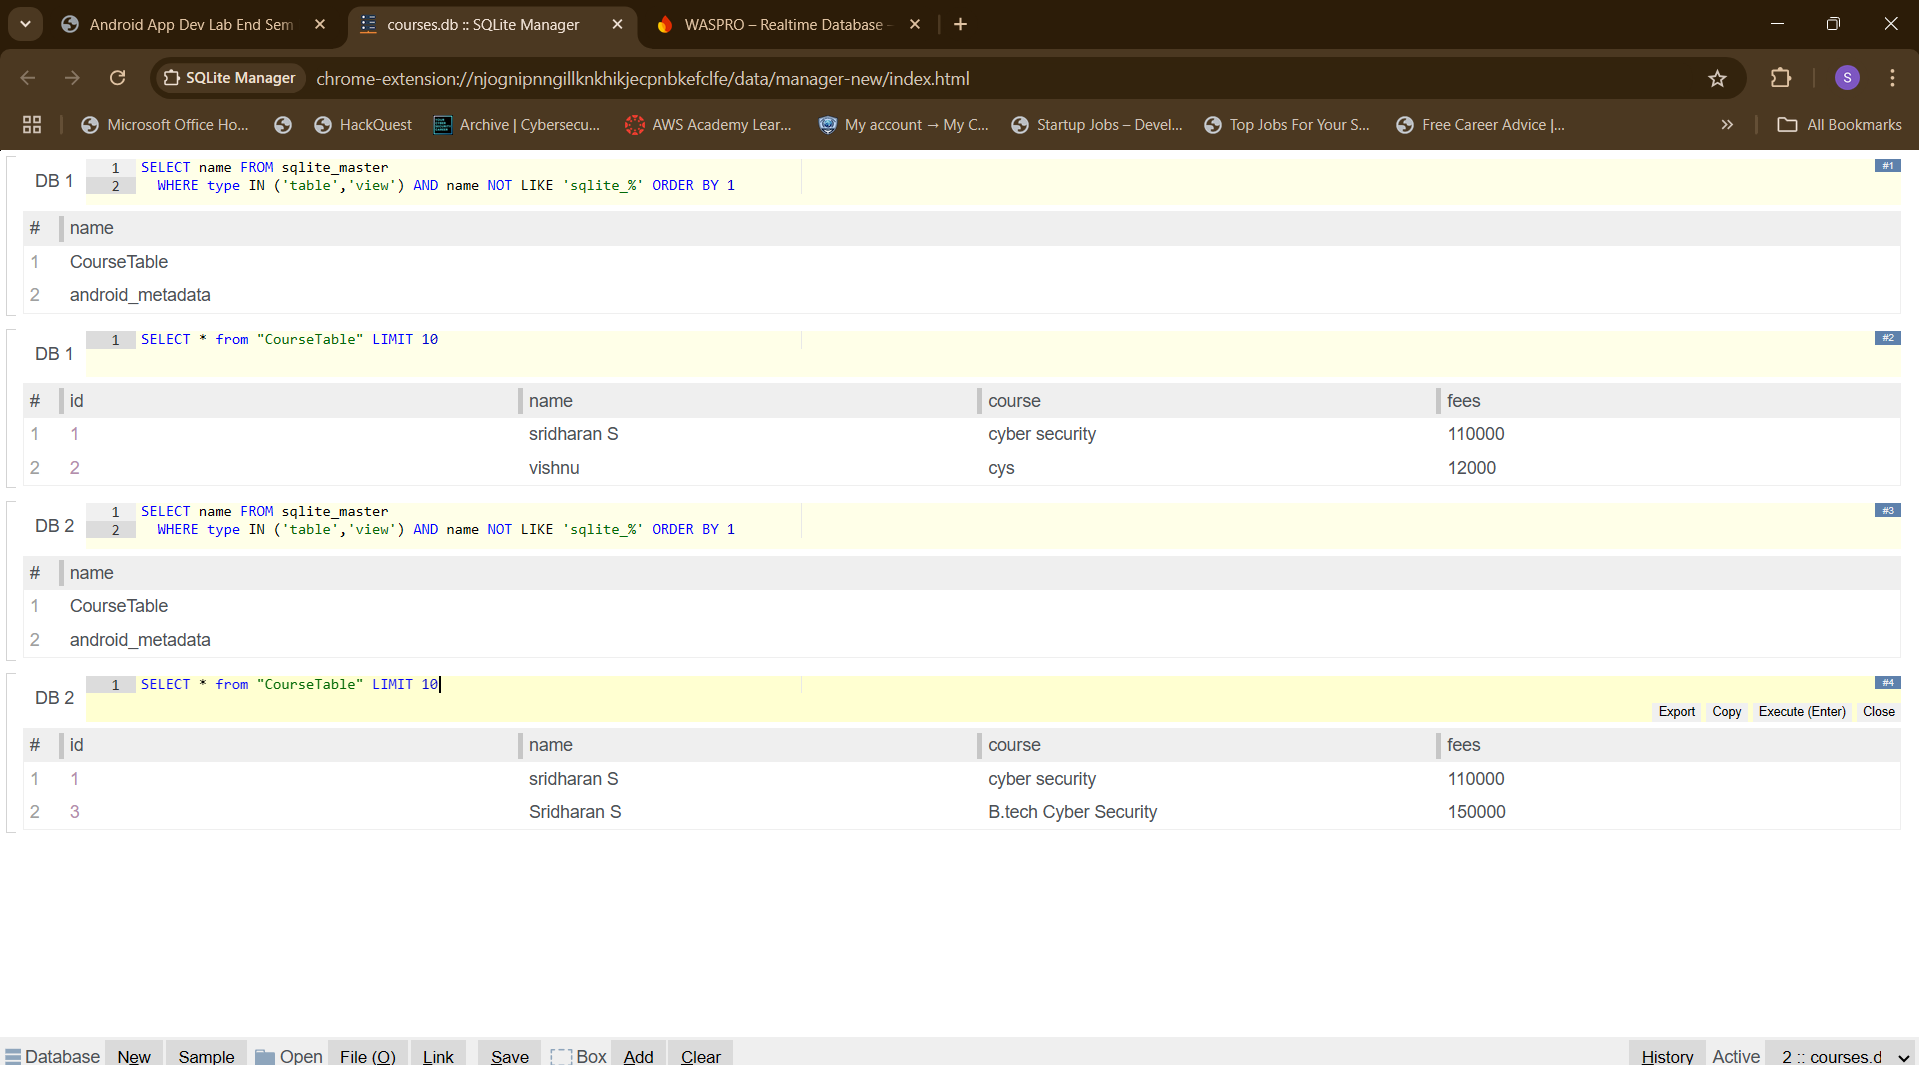 Android App Dev Lab End Sem
courses.db :: SQLite Manager
WASPRO – Realtime Database -
SQLite Manager
chrome-extension://njognipnngillknkhikjecpnbkefclfe/data/manager-new/index.html
S
Microsoft Office Ho...
HackQuest
Archive | Cybersecu...
AWS Academy Lear...
My account → My C...
Startup Jobs – Devel...
Top Jobs For Your S...
Free Career Advice |...
All Bookmarks
DB 1
1 SELECT name FROM sqlite_master
2 WHERE type IN ('table','view') AND name NOT LIKE 'sqlite_%' ORDER BY 1
#1
# name
1 CourseTable
2 android_metadata
DB 1
1 SELECT * from "CourseTable" LIMIT 10
#2
# id name course fees
1 1 sridharan S cyber security 110000
2 2 vishnu cys 12000
DB 2
1 SELECT name FROM sqlite_master
2 WHERE type IN ('table','view') AND name NOT LIKE 'sqlite_%' ORDER BY 1
#3
# name
1 CourseTable
2 android_metadata
DB 2
1 SELECT * from "CourseTable" LIMIT 10
#4
Export Copy Execute (Enter) Close
# id name course fees
1 1 sridharan S cyber security 110000
2 3 Sridharan S B.tech Cyber Security 150000
Database New Sample Open File (O) Link Save Box Add Clear History Active 2 :: courses.d